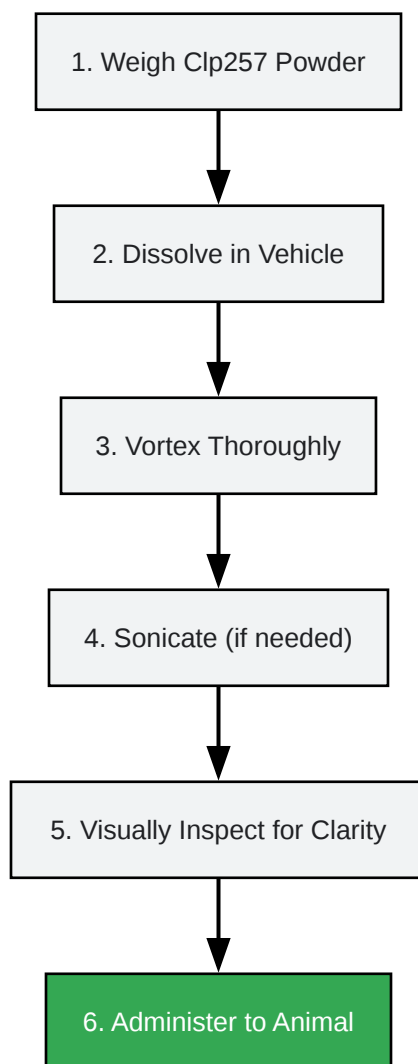 1. Weigh Clp257 Powder
2. Dissolve in Vehicle
3. Vortex Thoroughly
4. Sonicate (if needed)
5. Visually Inspect for Clarity
6. Administer to Animal